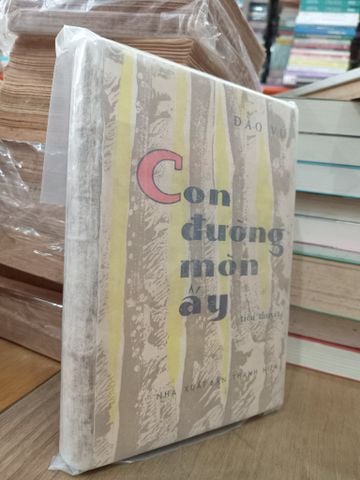 ĐÀO VŨ
Con
đường
mòn
ấy
tiểu thuyết
NHÀ XUẤT BẢN THANH NIÊN